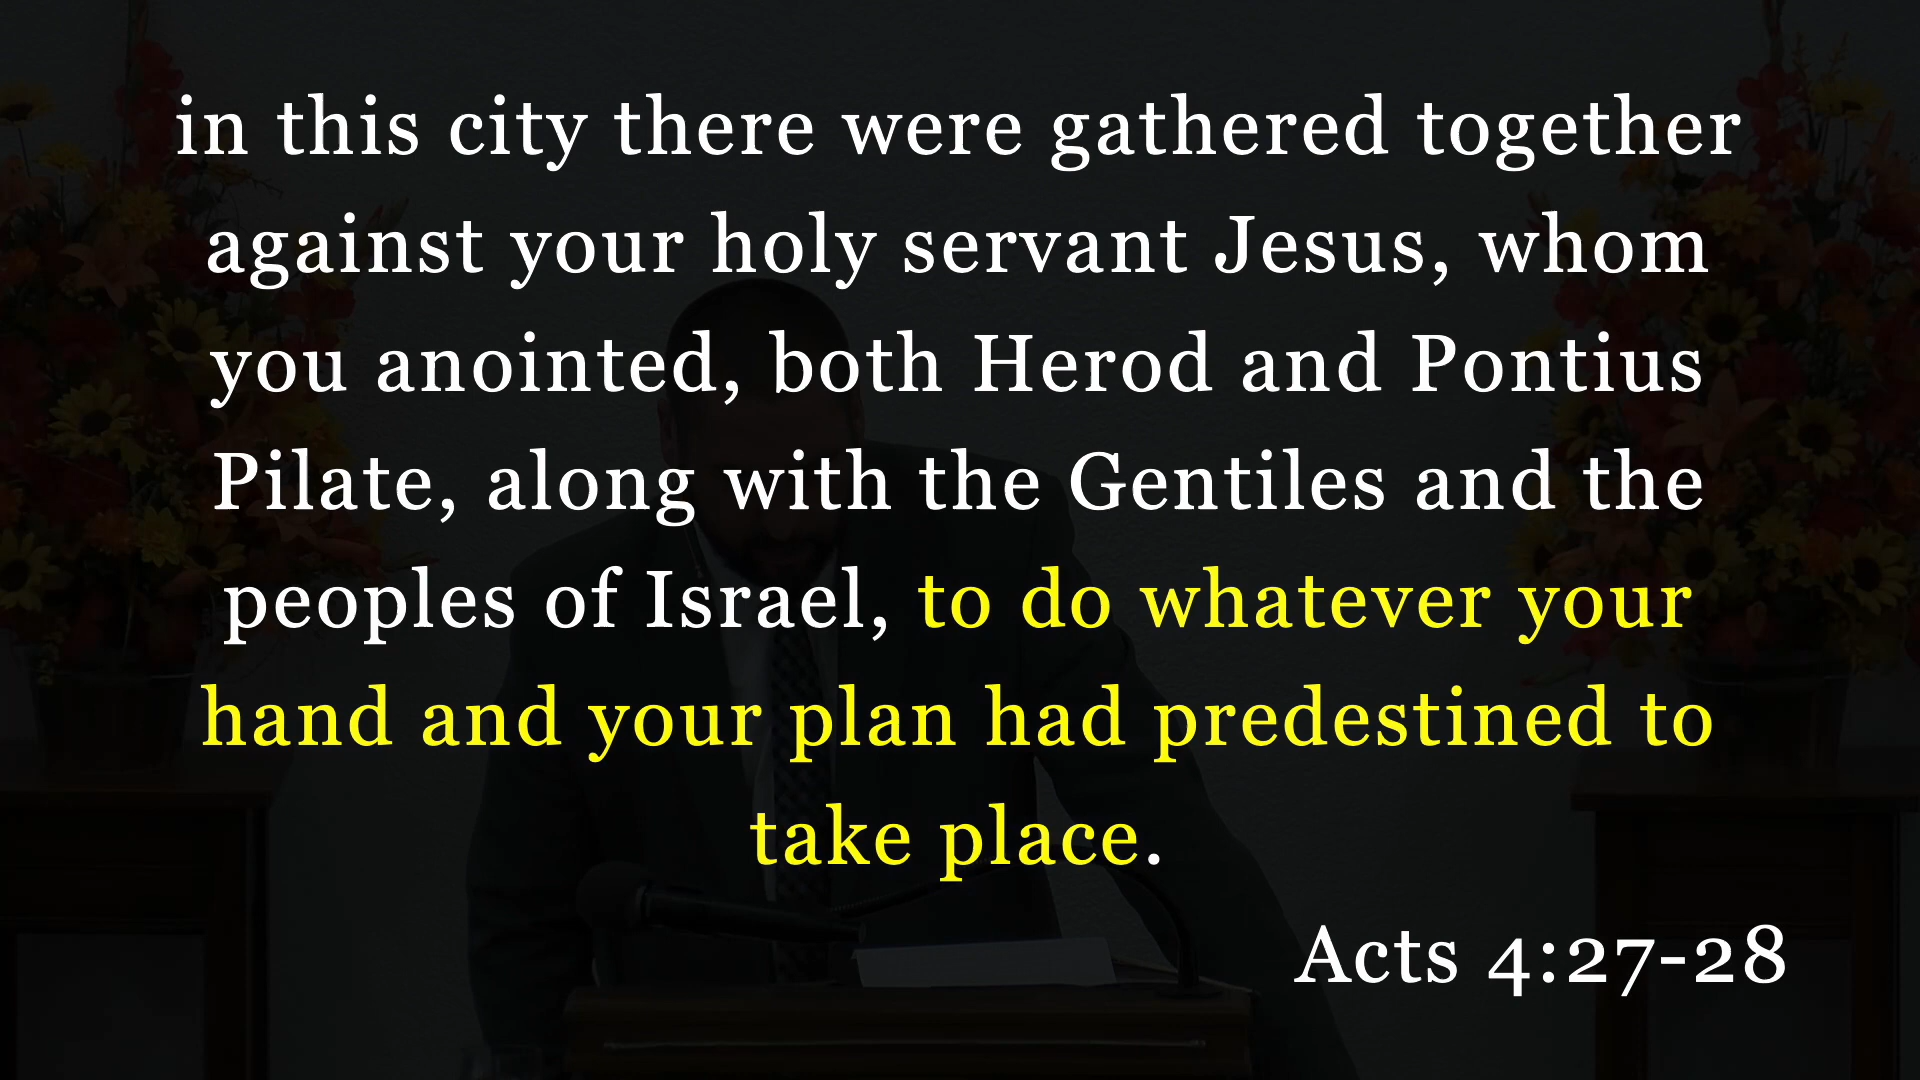 in this city there were gathered together
against your holy servant Jesus, whom
you anointed, both Herod and Pontius
Pilate, along with the Gentiles and the
peoples of Israel, to do whatever your
hand and your plan had predestined to
take place.
Acts 4:27-28